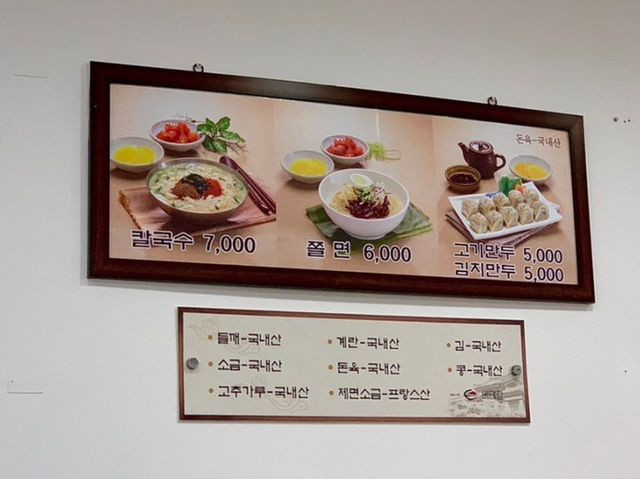 돈육-국내산
칼국수 7,000
쫄면 6,000
고기만두 5,000
김치만두 5,000
들깨-국내산
계란-국내산
김-국내산
소금-국내산
돈육-국내산
쌀-국내산
고추가루-국내산
제면소금-프랑스산